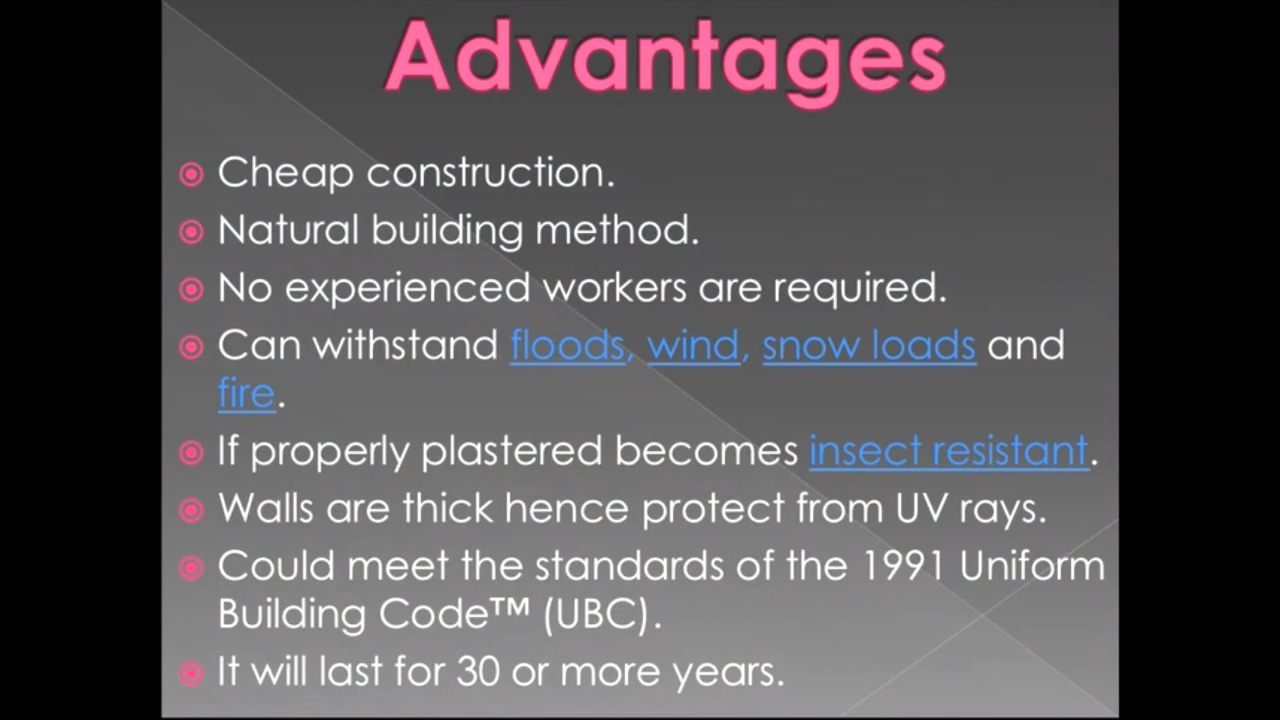 Advantages
Cheap construction.
Natural building method.
No experienced workers are required.
Can withstand floods, wind, snow loads and
fire.
If properly plastered becomes insect resistant.
Walls are thick hence protect from UV rays.
Could meet the standards of the 1991 Uniform
Building Code™ (UBC).
It will last for 30 or more years.